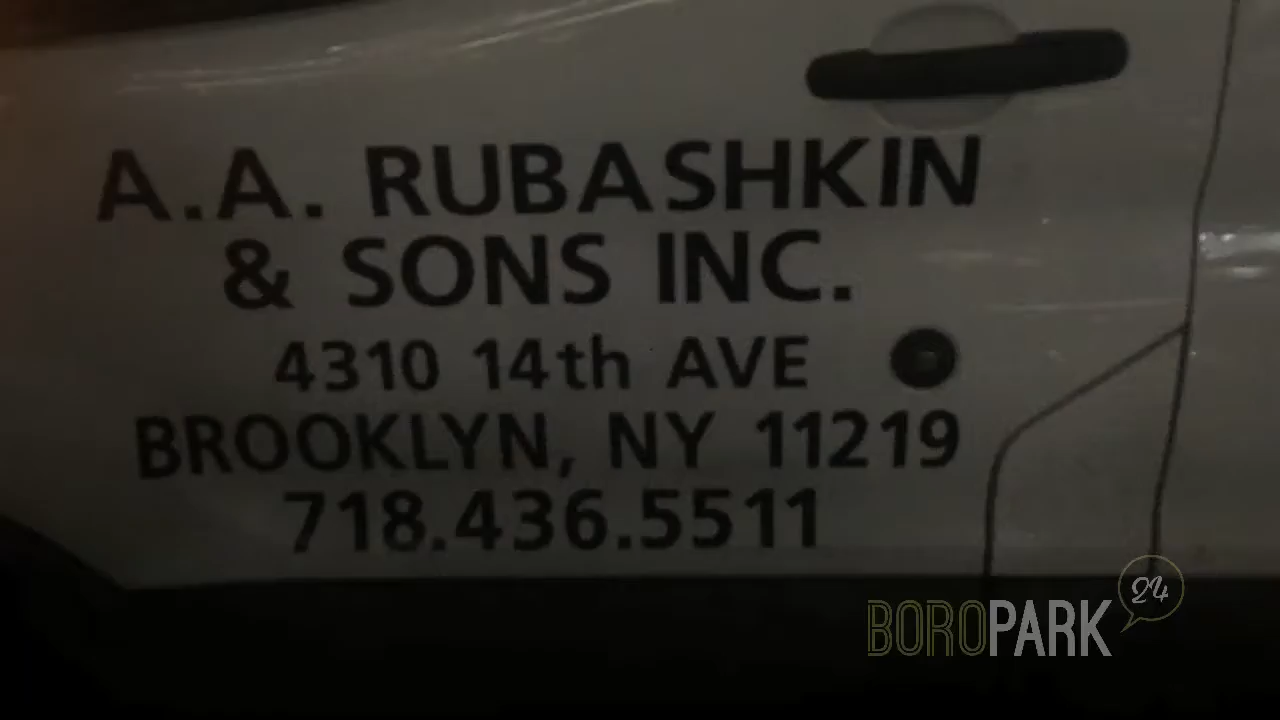 A.A. RUBASHKIN
& SONS INC.
4310 14th AVE
BROOKLYN, NY 11219
718.436.5511
BOROPARK 24